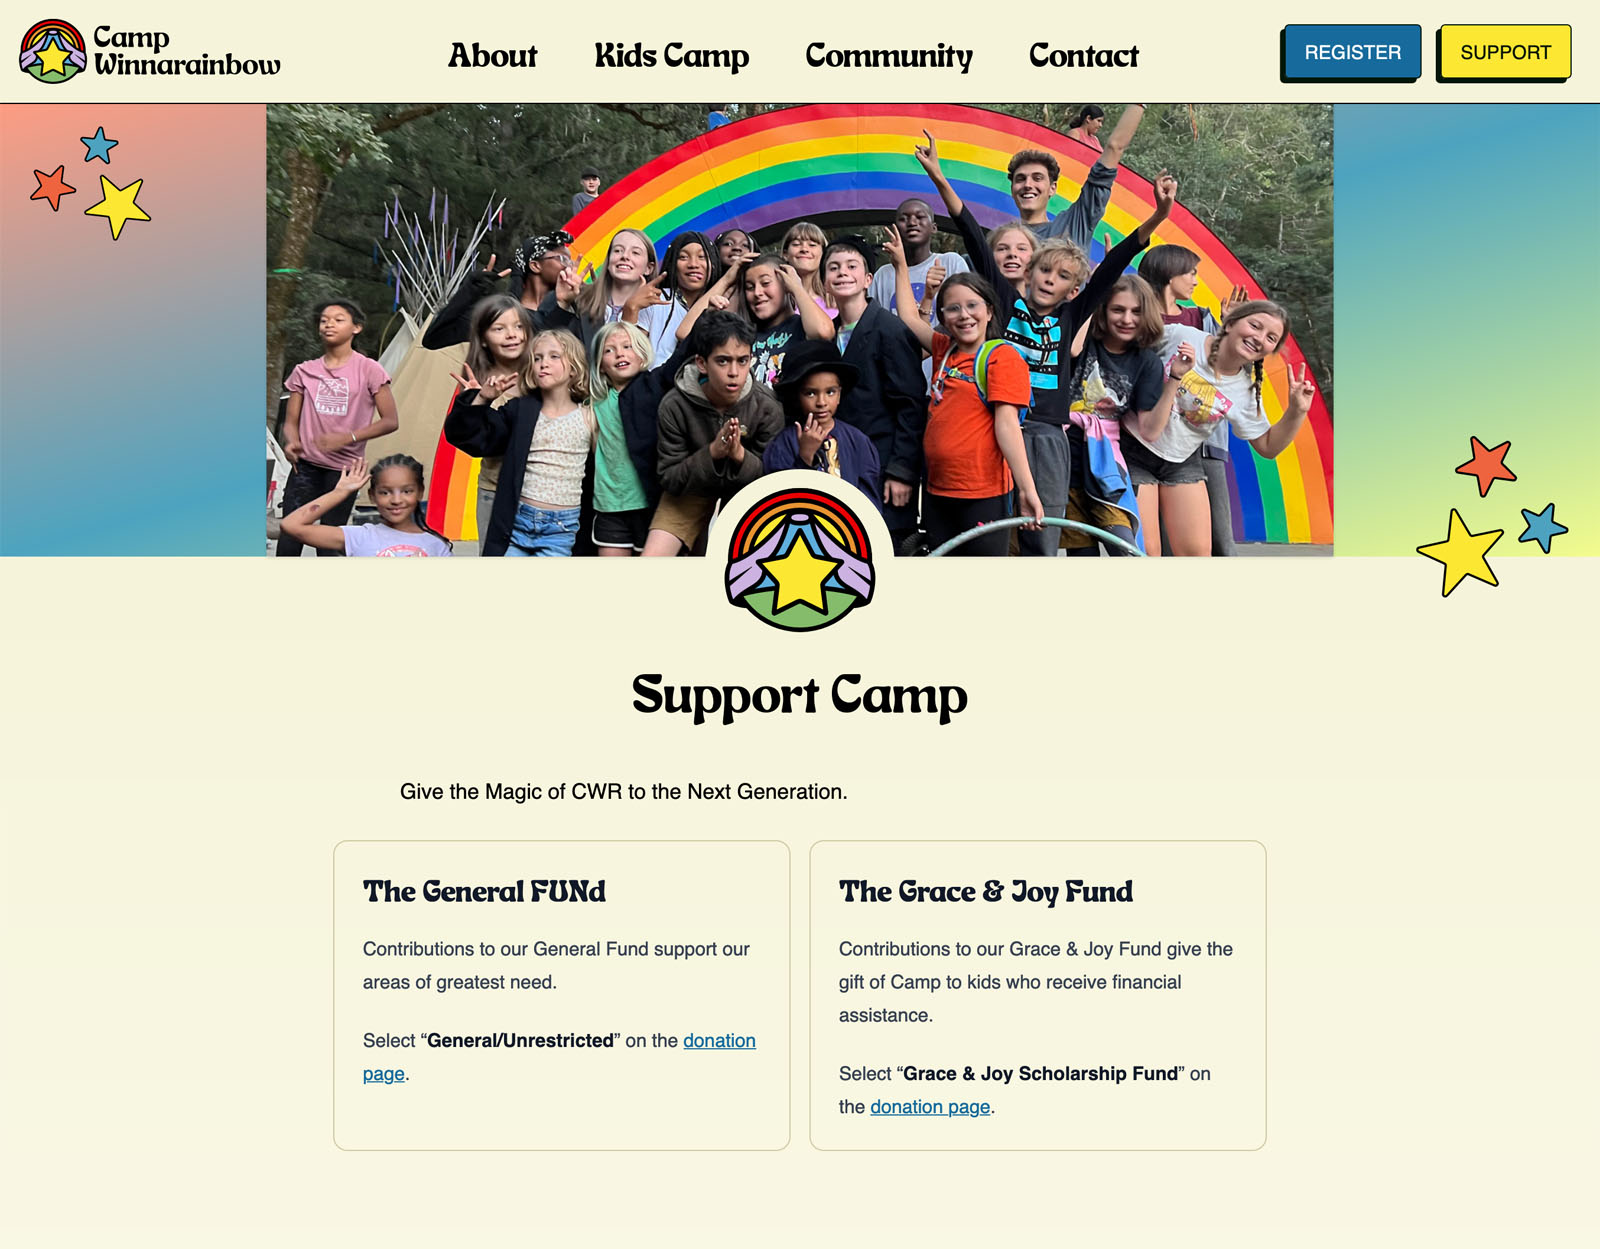 Camp
Winnarainbow
About
Kids Camp
Community
Contact
REGISTER
SUPPORT
Support Camp
Give the Magic of CWR to the Next Generation.
The General FUNd
Contributions to our General Fund support our
areas of greatest need.
Select “General/Unrestricted” on the donation
page.
The Grace & Joy Fund
Contributions to our Grace & Joy Fund give the
gift of Camp to kids who receive financial
assistance.
Select “Grace & Joy Scholarship Fund” on
the donation page.